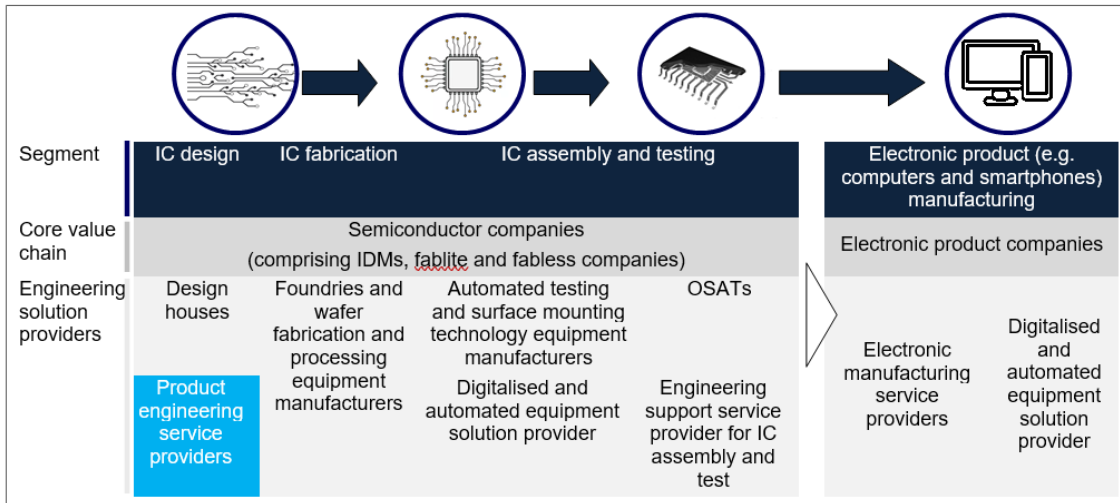 Segment
IC design
IC fabrication
IC assembly and testing
Electronic product (e.g.
computers and smartphones)
manufacturing
Core value
chain
Semiconductor companies
(comprising IDMs, fablite and fabless companies)
Electronic product companies
Engineering
solution
providers
Design
houses
Foundries and
wafer
fabrication and
processing
equipment
manufacturers
Automated testing
and surface mounting
technology equipment
manufacturers
OSATs
Product
engineering
service
providers
Digitalised and
automated equipment
solution provider
Engineering
support service
provider for IC
assembly and
test
Electronic
manufacturing
service
providers
Digitalised
and
automated
equipment
solution
provider